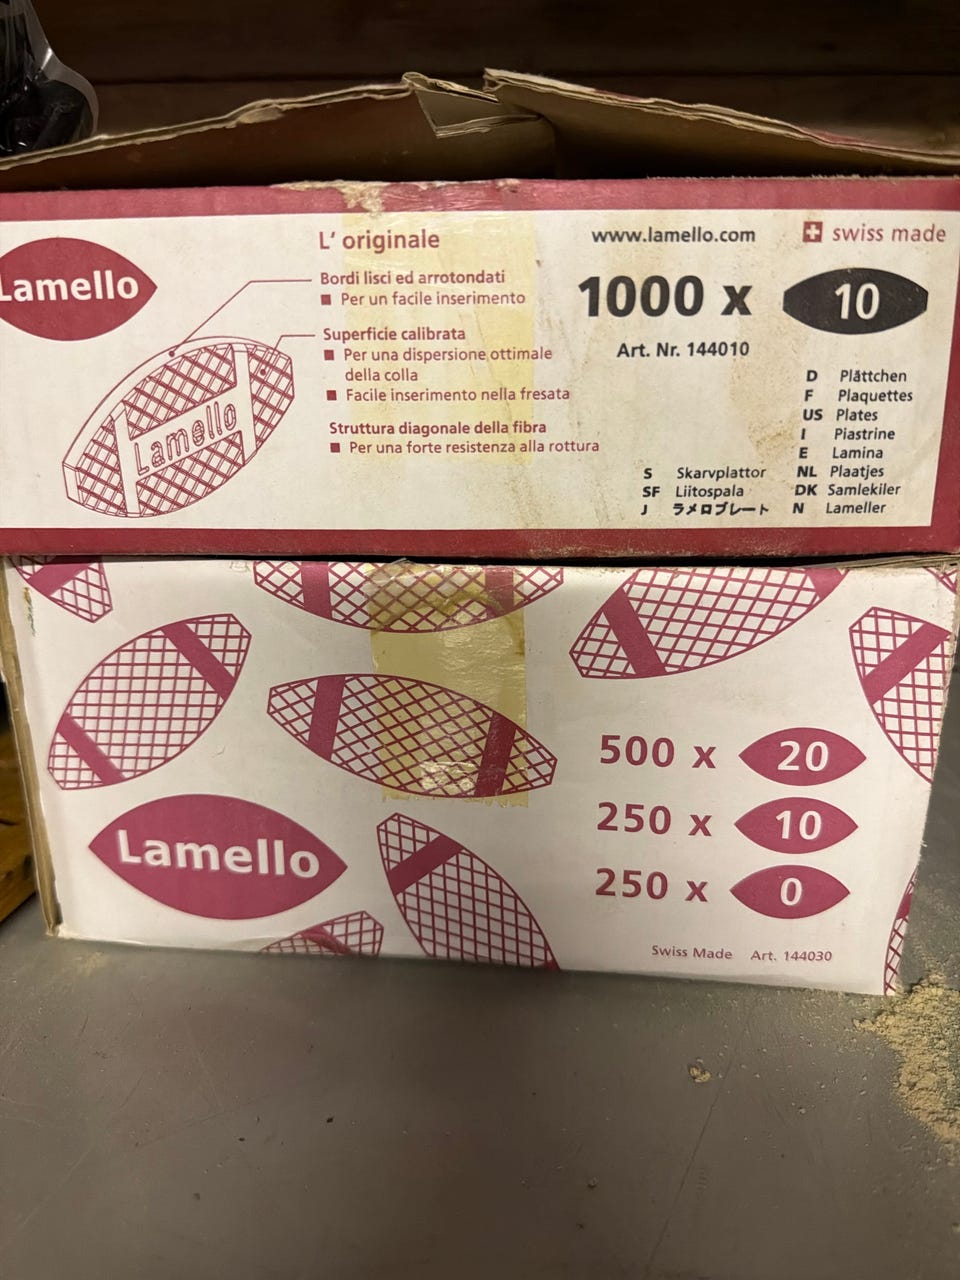 Lamello
L' originale
Bordi lisci ed arrotondati
Per un facile inserimento
Superficie calibrata
Per una dispersione ottimale
della colla
Facile inserimento nella fresata
Struttura diagonale della fibra
Per una forte resistenza alla rottura
Lamello
www.lamello.com
swiss made
1000 x 10
Art. Nr. 144010
D Plättchen
F Plaquettes
US Plates
I Piastrine
E Lamina
NL Plaatjes
DK Samlekiler
N Lameller
S Skarvplattor
SF Liitospala
J ラメロプレート
500 x 20
250 x 10
250 x 0
Lamello
Swiss Made Art. 144030